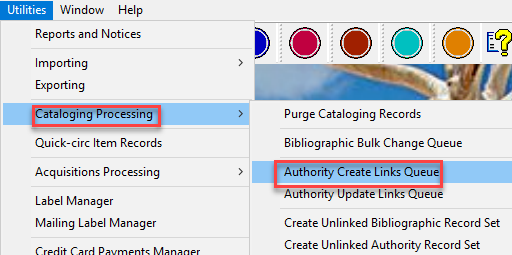 Utilities Window Help
Reports and Notices
Importing
Exporting
Cataloging Processing
Quick-circ Item Records
Acquisitions Processing
Label Manager
Mailing Label Manager
Credit Card Payments Manager
Purge Cataloging Records
Bibliographic Bulk Change Queue
Authority Create Links Queue
Authority Update Links Queue
Create Unlinked Bibliographic Record Set
Create Unlinked Authority Record Set